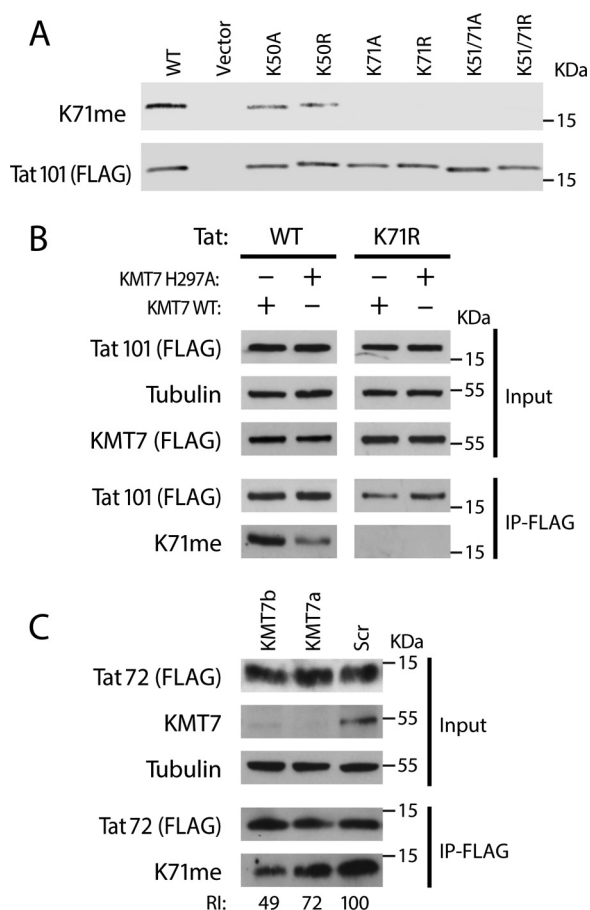 A
WT Vector K50A K50R K71A K71R K51/71A K51/71R KDa
K71me
15
Tat 101 (FLAG)
15
B
Tat: WT K71R
KMT7 H297A: – + – +
KMT7 WT: + – + –
KDa
Tat 101 (FLAG)
15
Tubulin
55
Input
KMT7 (FLAG)
55
Tat 101 (FLAG)
15
IP-FLAG
K71me
15
C
KMT7b KMT7a Scr KDa
Tat 72 (FLAG)
15
KMT7
55
Input
Tubulin
55
Tat 72 (FLAG)
15
IP-FLAG
K71me
15
RI: 49 72 100